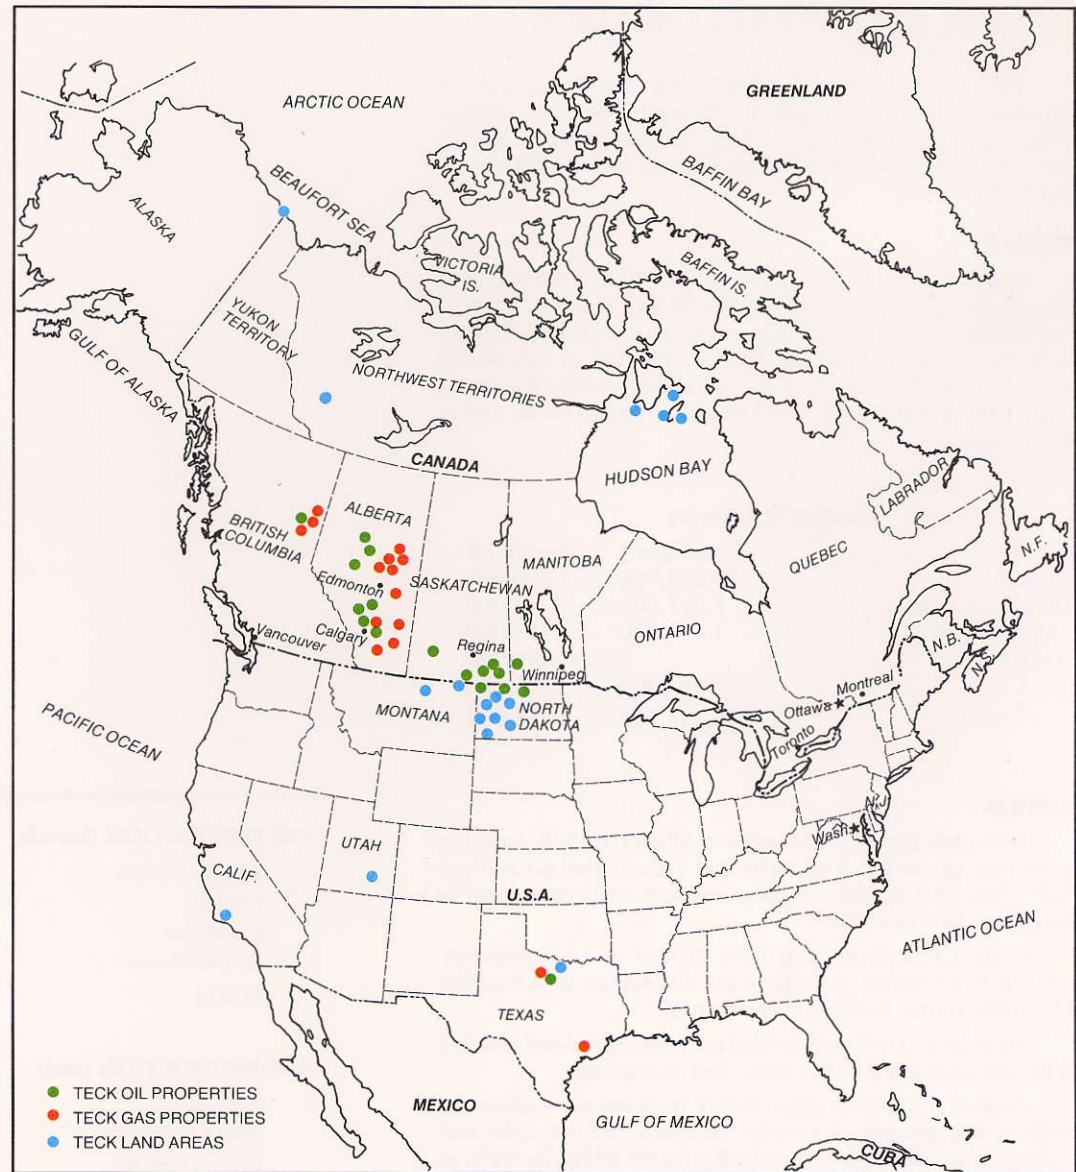 ARCTIC OCEAN
GREENLAND
BAFFIN BAY
BEAUFORT SEA
ALASKA
VICTORIA
IS.
BAFFIN IS.
YUKON
TERRITORY
GULF OF ALASKA
NORTHWEST TERRITORIES
CANADA
HUDSON BAY
LABRADOR
ALBERTA
BRITISH
COLUMBIA
QUEBEC
N.F.
MANITOBA
Edmonton
SASKATCHEWAN
ONTARIO
N.B.
N.S.
Vancouver
Calgary
Regina
Winnipeg
Montreal
Ottawa
MONTANA
NORTH
DAKOTA
Toronto
PACIFIC OCEAN
N.J.
Wash
UTAH
CALIF.
U.S.A.
ATLANTIC OCEAN
TEXAS
MEXICO
GULF OF MEXICO
CUBA
TECK OIL PROPERTIES
TECK GAS PROPERTIES
TECK LAND AREAS